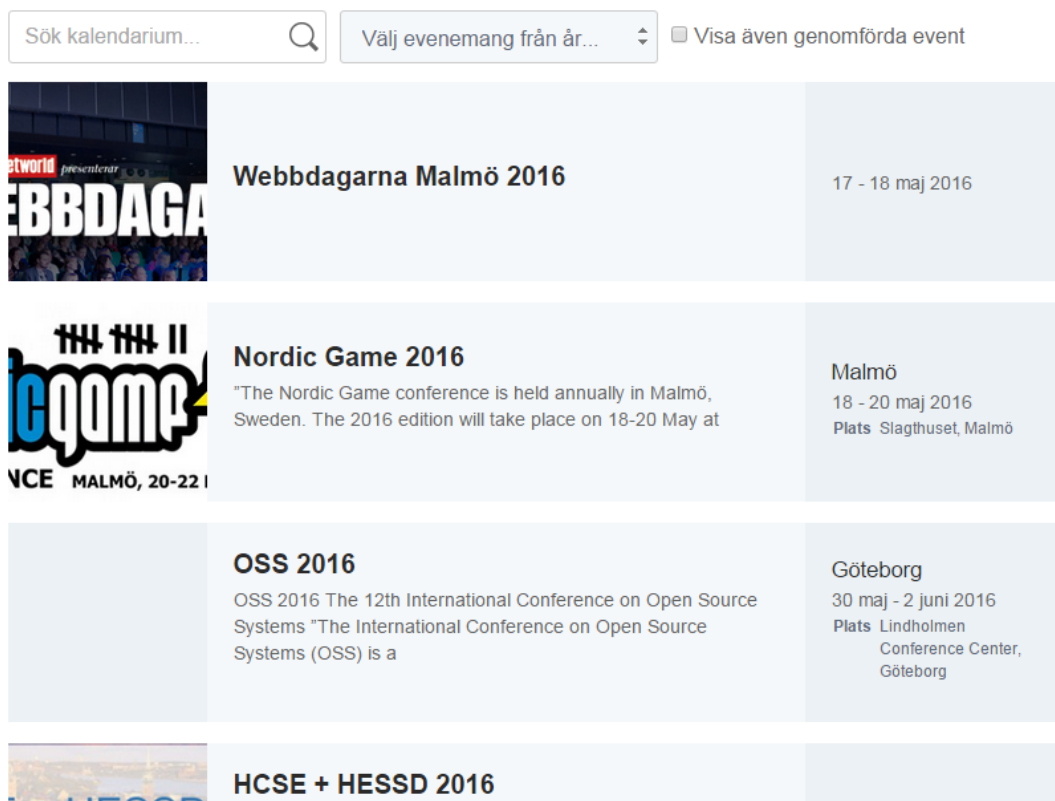 Sök kalendarium...
Välj evenemang från år...
Visa även genomförda event
presenterar
Webbdagarna Malmö 2016
17 - 18 maj 2016
MALMÖ, 20-22
Nordic Game 2016
"The Nordic Game conference is held annually in Malmö,
Sweden. The 2016 edition will take place on 18-20 May at
Malmö
18 - 20 maj 2016
Plats Slagthuset, Malmö
OSS 2016
OSS 2016 The 12th International Conference on Open Source
Systems "The International Conference on Open Source
Systems (OSS) is a
Göteborg
30 maj - 2 juni 2016
Plats Lindholmen
Conference Center,
Göteborg
HCSE + HESSD 2016